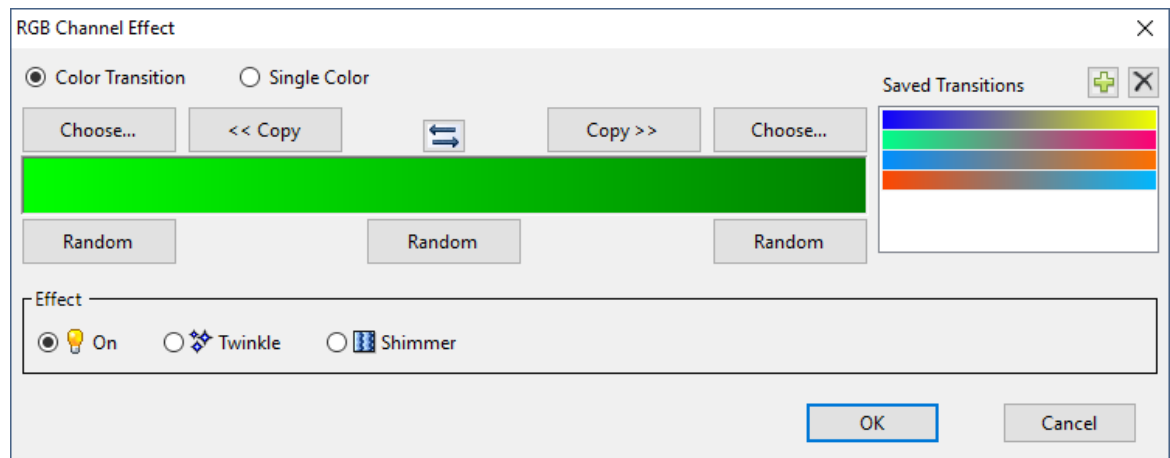 RGB Channel Effect
Color Transition
Single Color
Saved Transitions
Choose...
<< Copy
Copy >>
Choose...
Random
Random
Random
Effect
On
Twinkle
Shimmer
OK
Cancel